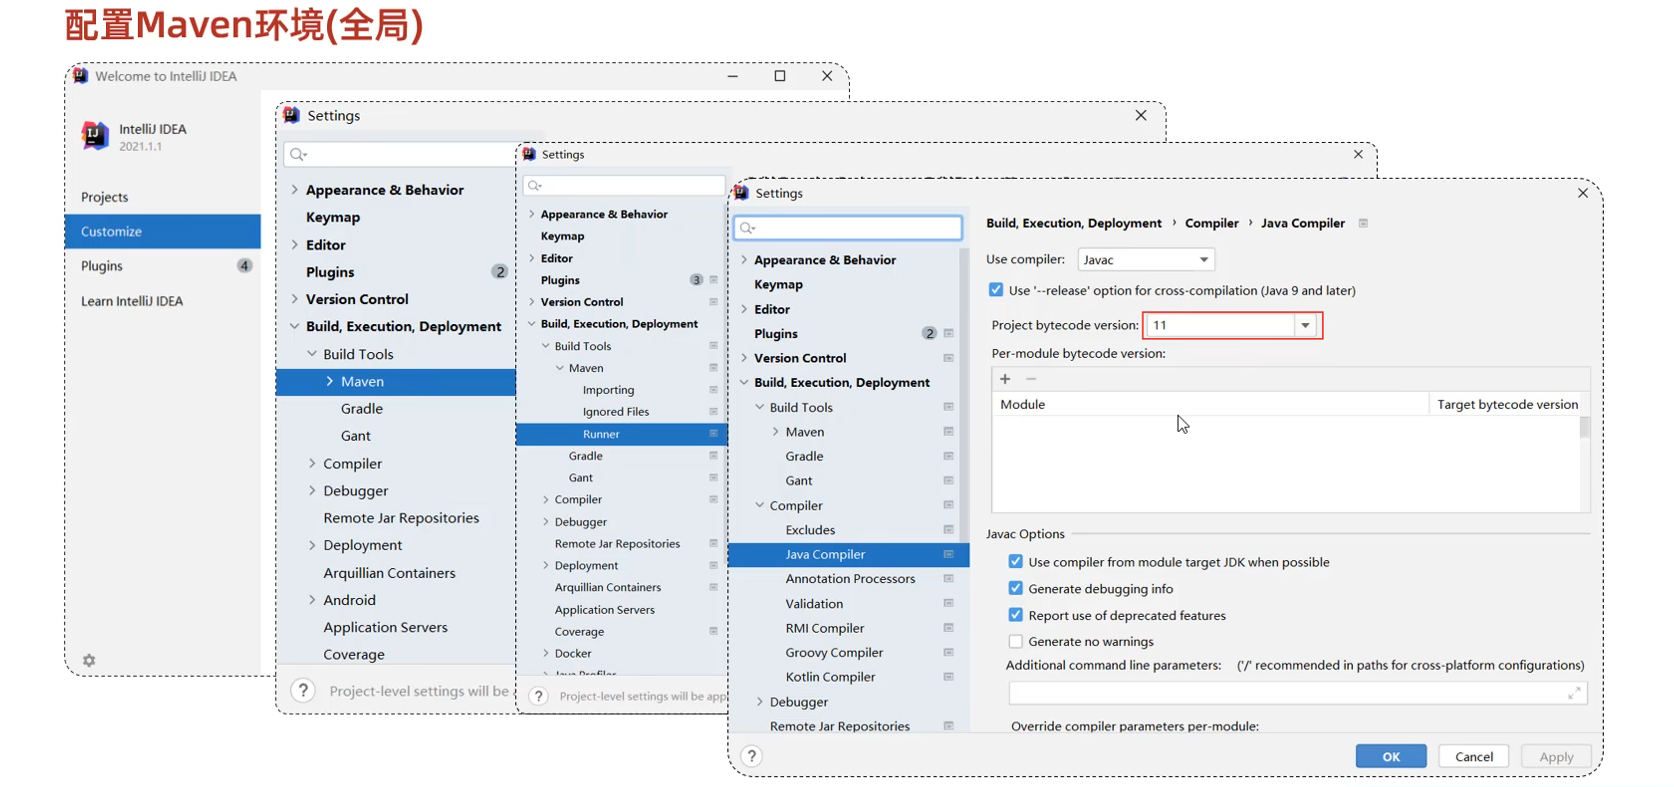 配置Maven环境(全局)
Welcome to IntelliJ IDEA
IntelliJ IDEA
2021.1.1
Projects
Customize
Plugins 4
Learn IntelliJ IDEA
Settings
Appearance & Behavior
Keymap
Editor
Plugins 2
Version Control
Build, Execution, Deployment
Build Tools
Maven
Gradle
Gant
Compiler
Debugger
Remote Jar Repositories
Deployment
Arquillian Containers
Android
Application Servers
Coverage
? Project-level settings will be
Settings
Appearance & Behavior
Keymap
Editor
Plugins 3
Version Control
Build, Execution, Deployment
Build Tools
Maven
Importing
Ignored Files
Runner
Gradle
Gant
Compiler
Debugger
Remote Jar Repositories
Deployment
Arquillian Containers
Application Servers
Coverage
Docker
Java Profiler
? Project-level settings will be app
Settings
Appearance & Behavior
Keymap
Editor
Plugins 2
Version Control
Build, Execution, Deployment
Build Tools
Maven
Gradle
Gant
Compiler
Excludes
Java Compiler
Annotation Processors
Validation
RMI Compiler
Groovy Compiler
Kotlin Compiler
Debugger
Remote Jar Repositories
Build, Execution, Deployment › Compiler › Java Compiler
Use compiler: Javac
Use '--release' option for cross-compilation (Java 9 and later)
Project bytecode version: 11
Per-module bytecode version:
+ −
Module Target bytecode version
Javac Options
Use compiler from module target JDK when possible
Generate debugging info
Report use of deprecated features
Generate no warnings
Additional command line parameters: ('/' recommended in paths for cross-platform configurations)
Override compiler parameters per-module:
? OK Cancel Apply